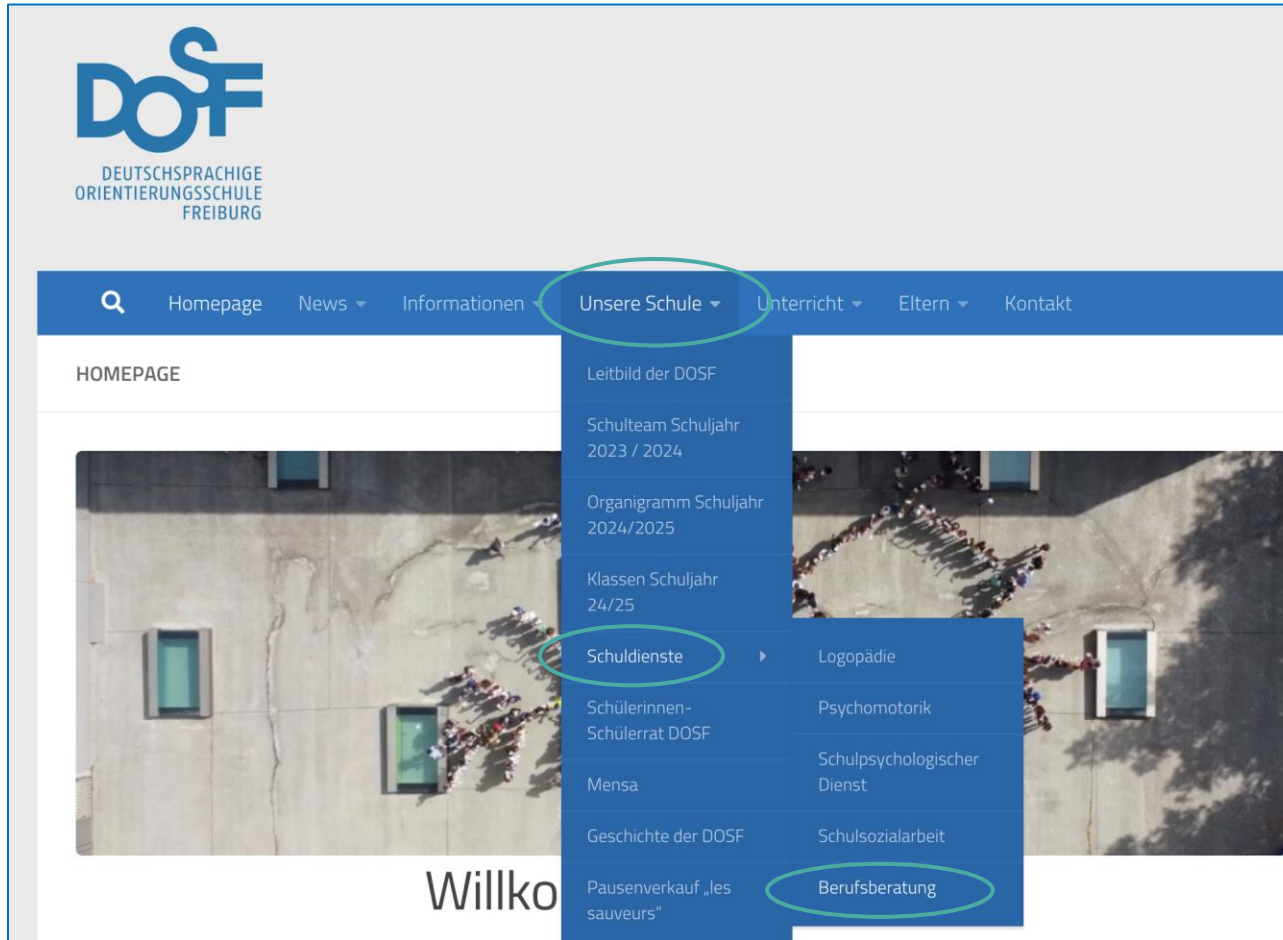 DOSF
DEUTSCHSPRACHIGE
ORIENTIERUNGSSCHULE
FREIBURG
Homepage News Informationen Unsere Schule Unterricht Eltern Kontakt
HOMEPAGE
Leitbild der DOSF
Schulteam Schuljahr
2023 / 2024
Organigramm Schuljahr
2024/2025
Klassen Schuljahr
24/25
Schuldienste
Schülerinnen-
Schülerrat DOSF
Mensa
Geschichte der DOSF
Pausenverkauf „les
sauveurs“
Logopädie
Psychomotorik
Schulpsychologischer
Dienst
Schulsozialarbeit
Berufsberatung
Willko